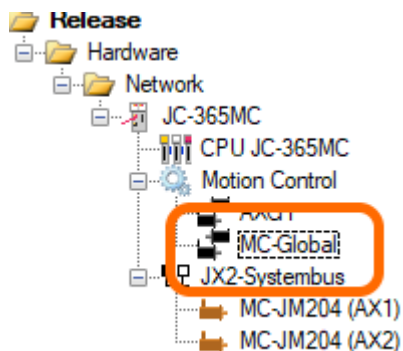 Release
Hardware
Network
JC-365MC
CPU JC-365MC
Motion Control
MC-Global
JX2-Systembus
MC-JM204 (AX1)
MC-JM204 (AX2)